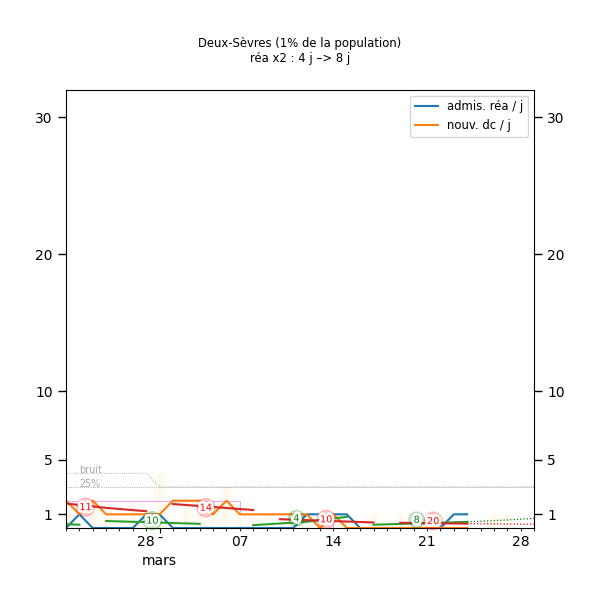 Deux-Sèvres (1% de la population)
réa x2 : 4 j –> 8 j
admis. réa / j
nouv. dc / j
30 30
20 20
10 10
5 5
bruit
25%
1 1
11 10 14 4 10 8 20
28 07 14 21 28
mars